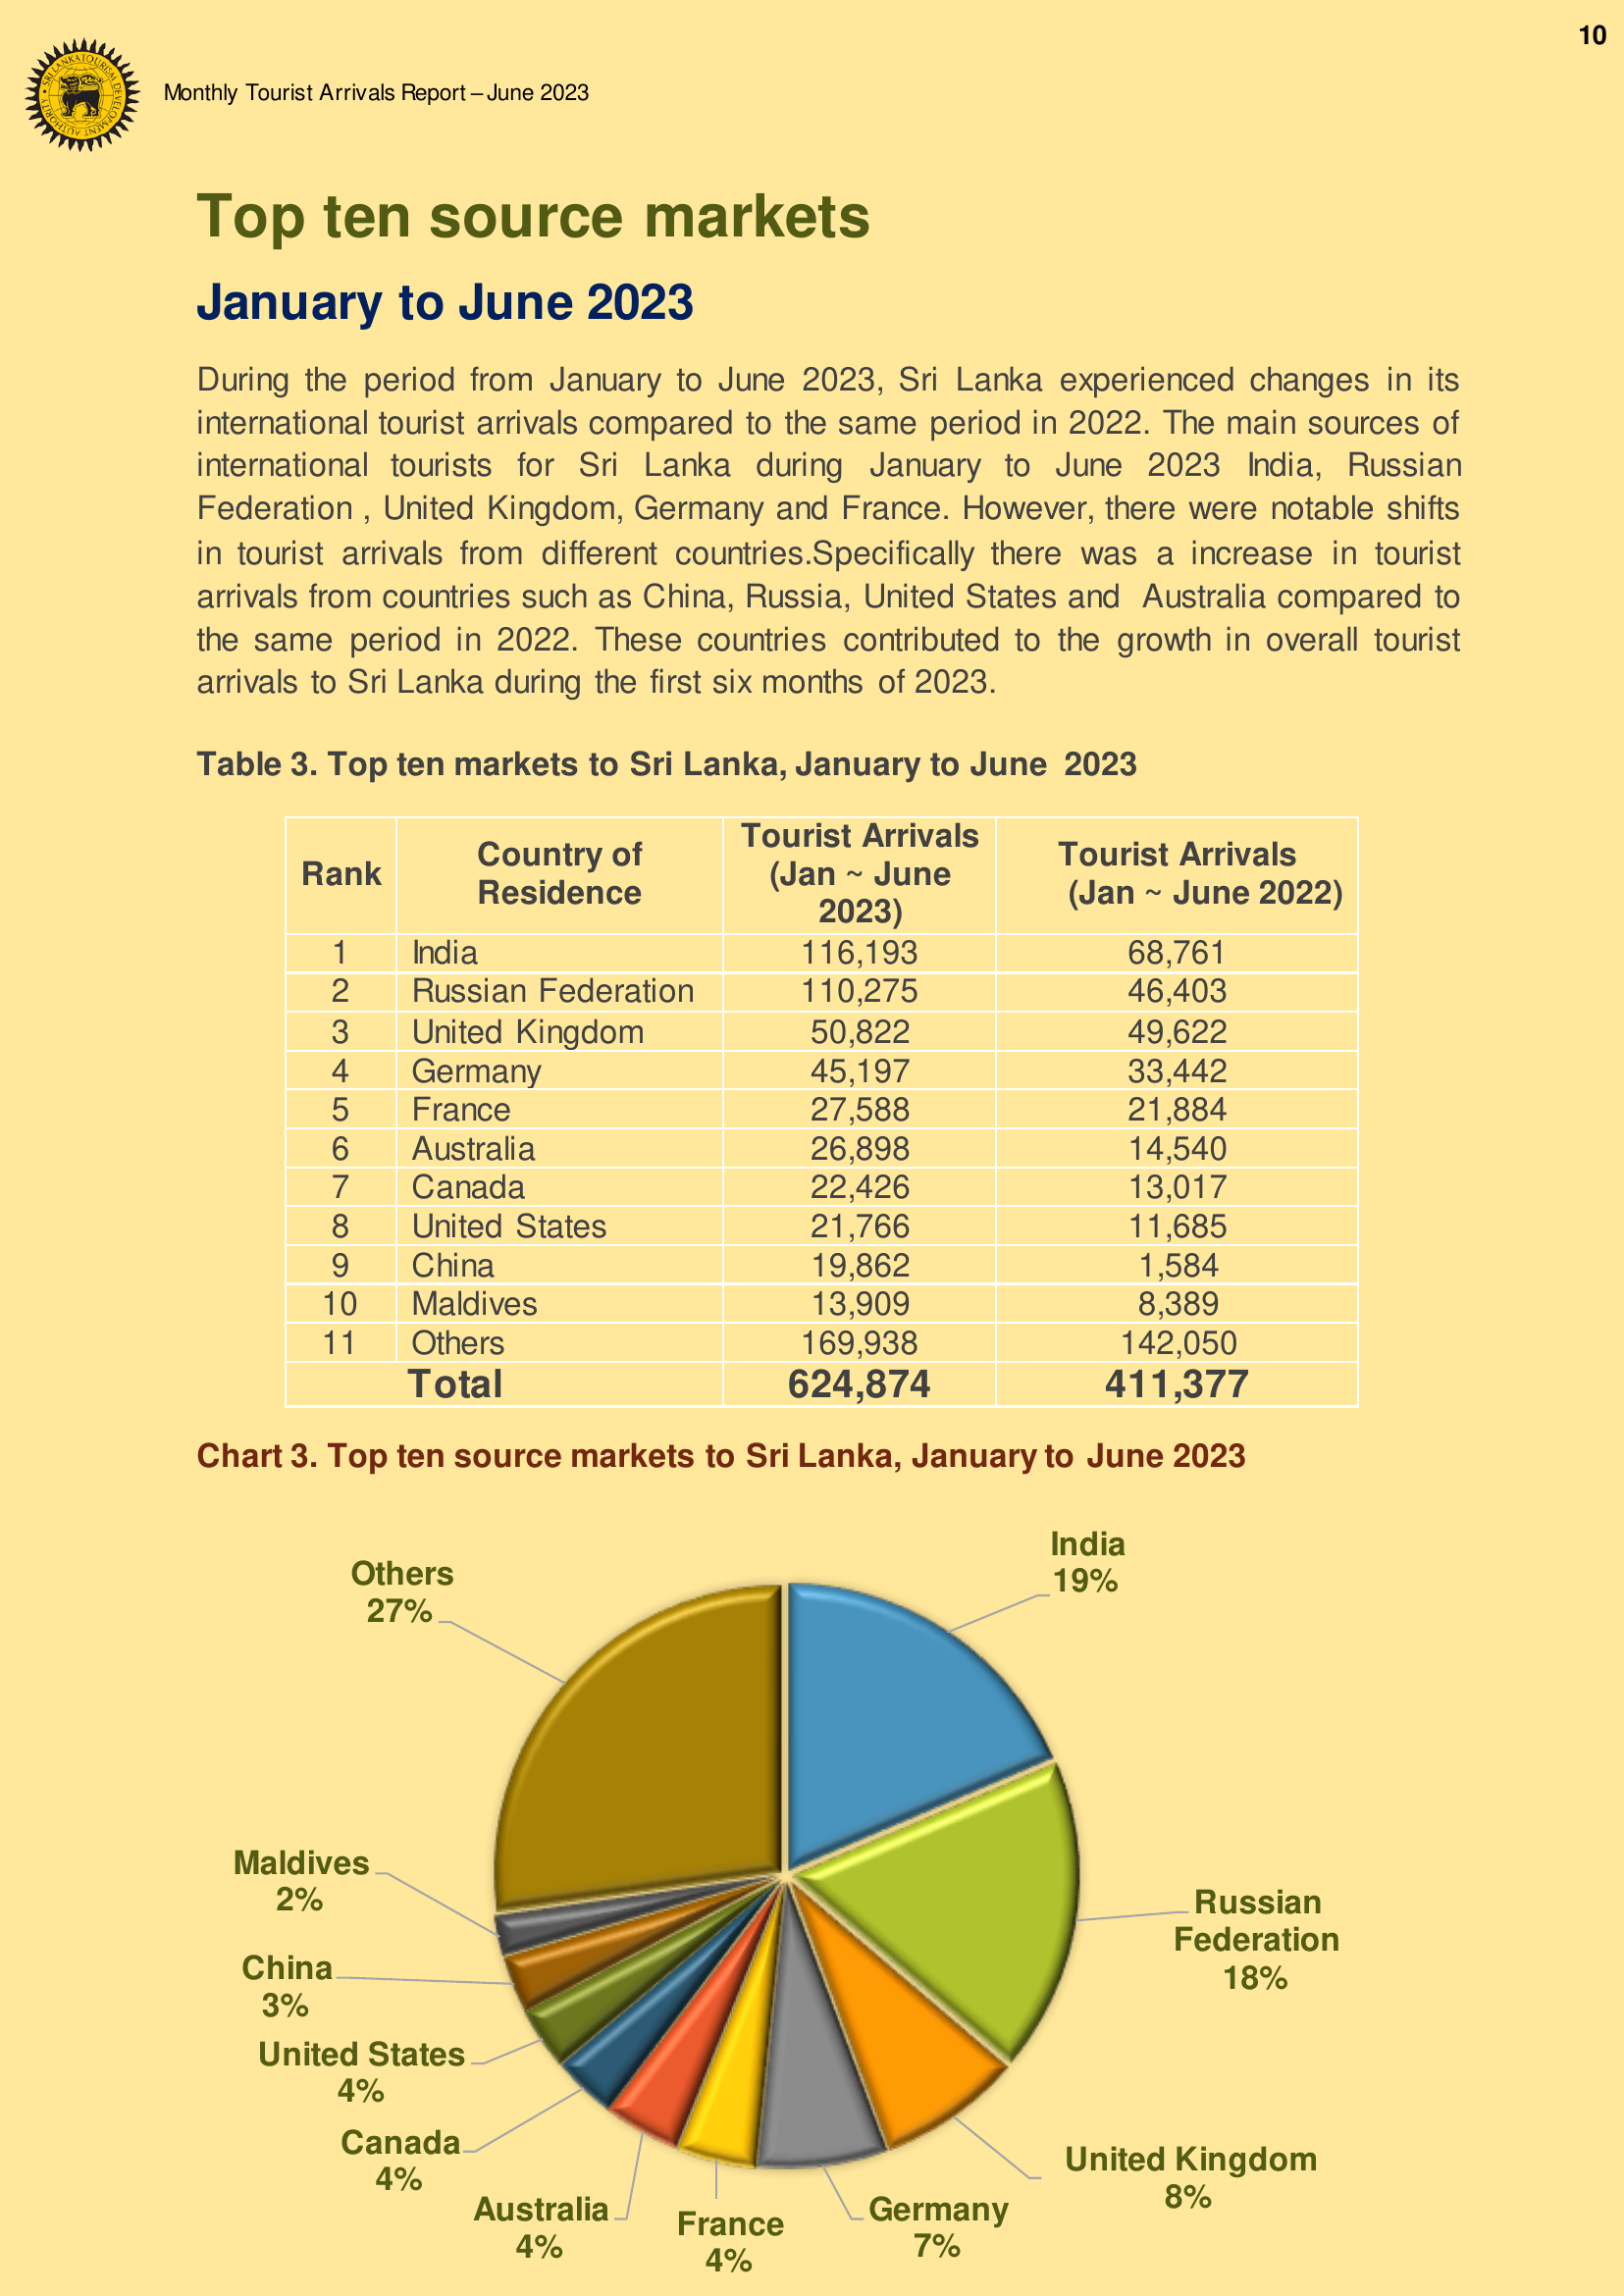 10
SRI LANKA TOURISM DEVELOPMENT AUTHORITY
Monthly Tourist Arrivals Report – June 2023
Top ten source markets
January to June 2023
During the period from January to June 2023, Sri Lanka experienced changes in its
international tourist arrivals compared to the same period in 2022. The main sources of
international tourists for Sri Lanka during January to June 2023 India, Russian
Federation , United Kingdom, Germany and France. However, there were notable shifts
in tourist arrivals from different countries.Specifically there was a increase in tourist
arrivals from countries such as China, Russia, United States and Australia compared to
the same period in 2022. These countries contributed to the growth in overall tourist
arrivals to Sri Lanka during the first six months of 2023.
Table 3. Top ten markets to Sri Lanka, January to June 2023
Rank Country of Residence Tourist Arrivals (Jan ~ June 2023) Tourist Arrivals (Jan ~ June 2022)
1 India 116,193 68,761
2 Russian Federation 110,275 46,403
3 United Kingdom 50,822 49,622
4 Germany 45,197 33,442
5 France 27,588 21,884
6 Australia 26,898 14,540
7 Canada 22,426 13,017
8 United States 21,766 11,685
9 China 19,862 1,584
10 Maldives 13,909 8,389
11 Others 169,938 142,050
Total 624,874 411,377
Chart 3. Top ten source markets to Sri Lanka, January to June 2023
India
19%
Others
27%
Maldives
2%
Russian
Federation
18%
China
3%
United States
4%
Canada
4%
United Kingdom
8%
Australia
4%
France
4%
Germany
7%